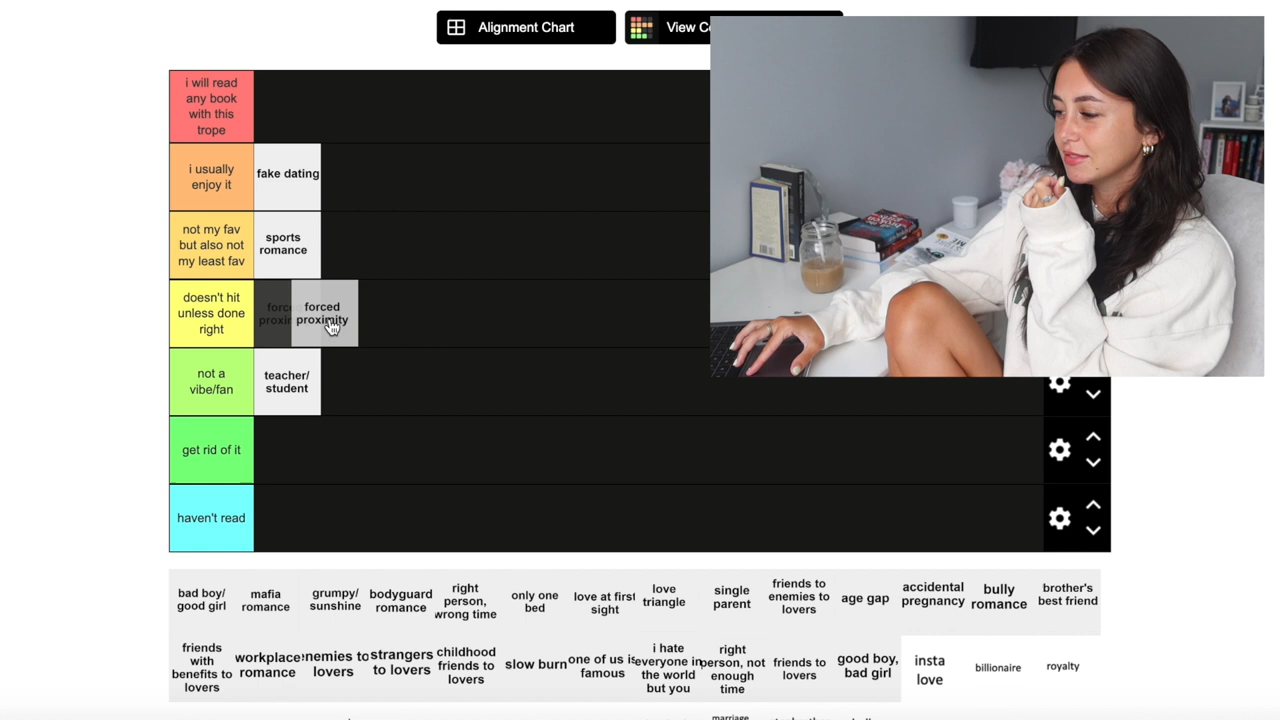 Alignment Chart
View
i will read
any book
with this
trope
i usually
enjoy it
fake dating
not my fav
but also not
my least fav
sports
romance
doesn't hit
unless done
right
forced
proximity
not a
vibe/fan
teacher/
student
get rid of it
haven't read
bad boy/
good girl
mafia
romance
grumpy/
sunshine
bodyguard
romance
right
person,
wrong time
only one
bed
love at first
sight
love
triangle
single
parent
friends to
enemies to
lovers
age gap
accidental
pregnancy
bully
romance
brother's
best friend
friends
with
benefits to
lovers
workplace
romance
enemies to
lovers
strangers
to lovers
childhood
friends to
lovers
slow burn
one of us is
famous
i hate
everyone in
the world
but you
right
person, not
enough
time
friends to
lovers
good boy,
bad girl
insta
love
billionaire
royalty
marriage